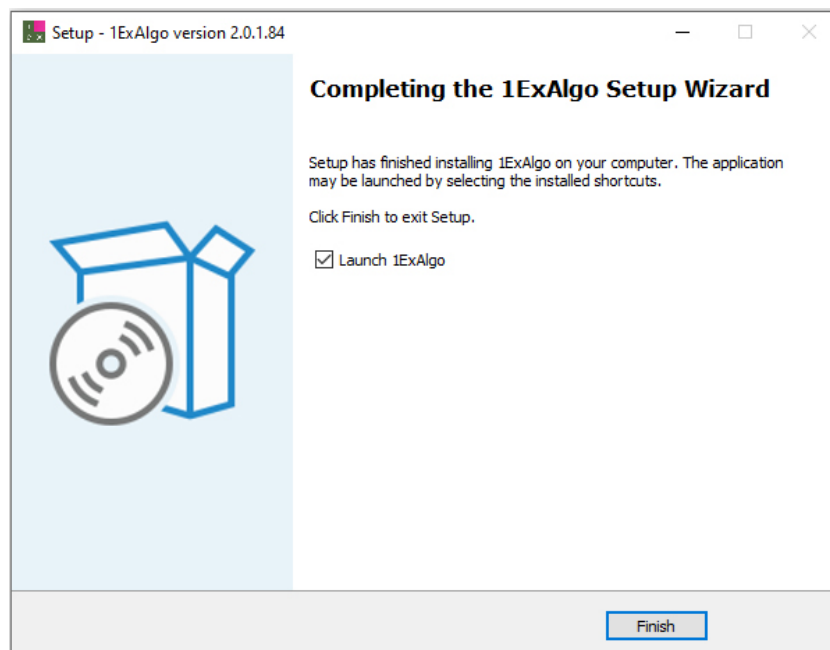 Setup - 1ExAlgo version 2.0.1.84
Completing the 1ExAlgo Setup Wizard
Setup has finished installing 1ExAlgo on your computer. The application
may be launched by selecting the installed shortcuts.
Click Finish to exit Setup.
Launch 1ExAlgo
Finish